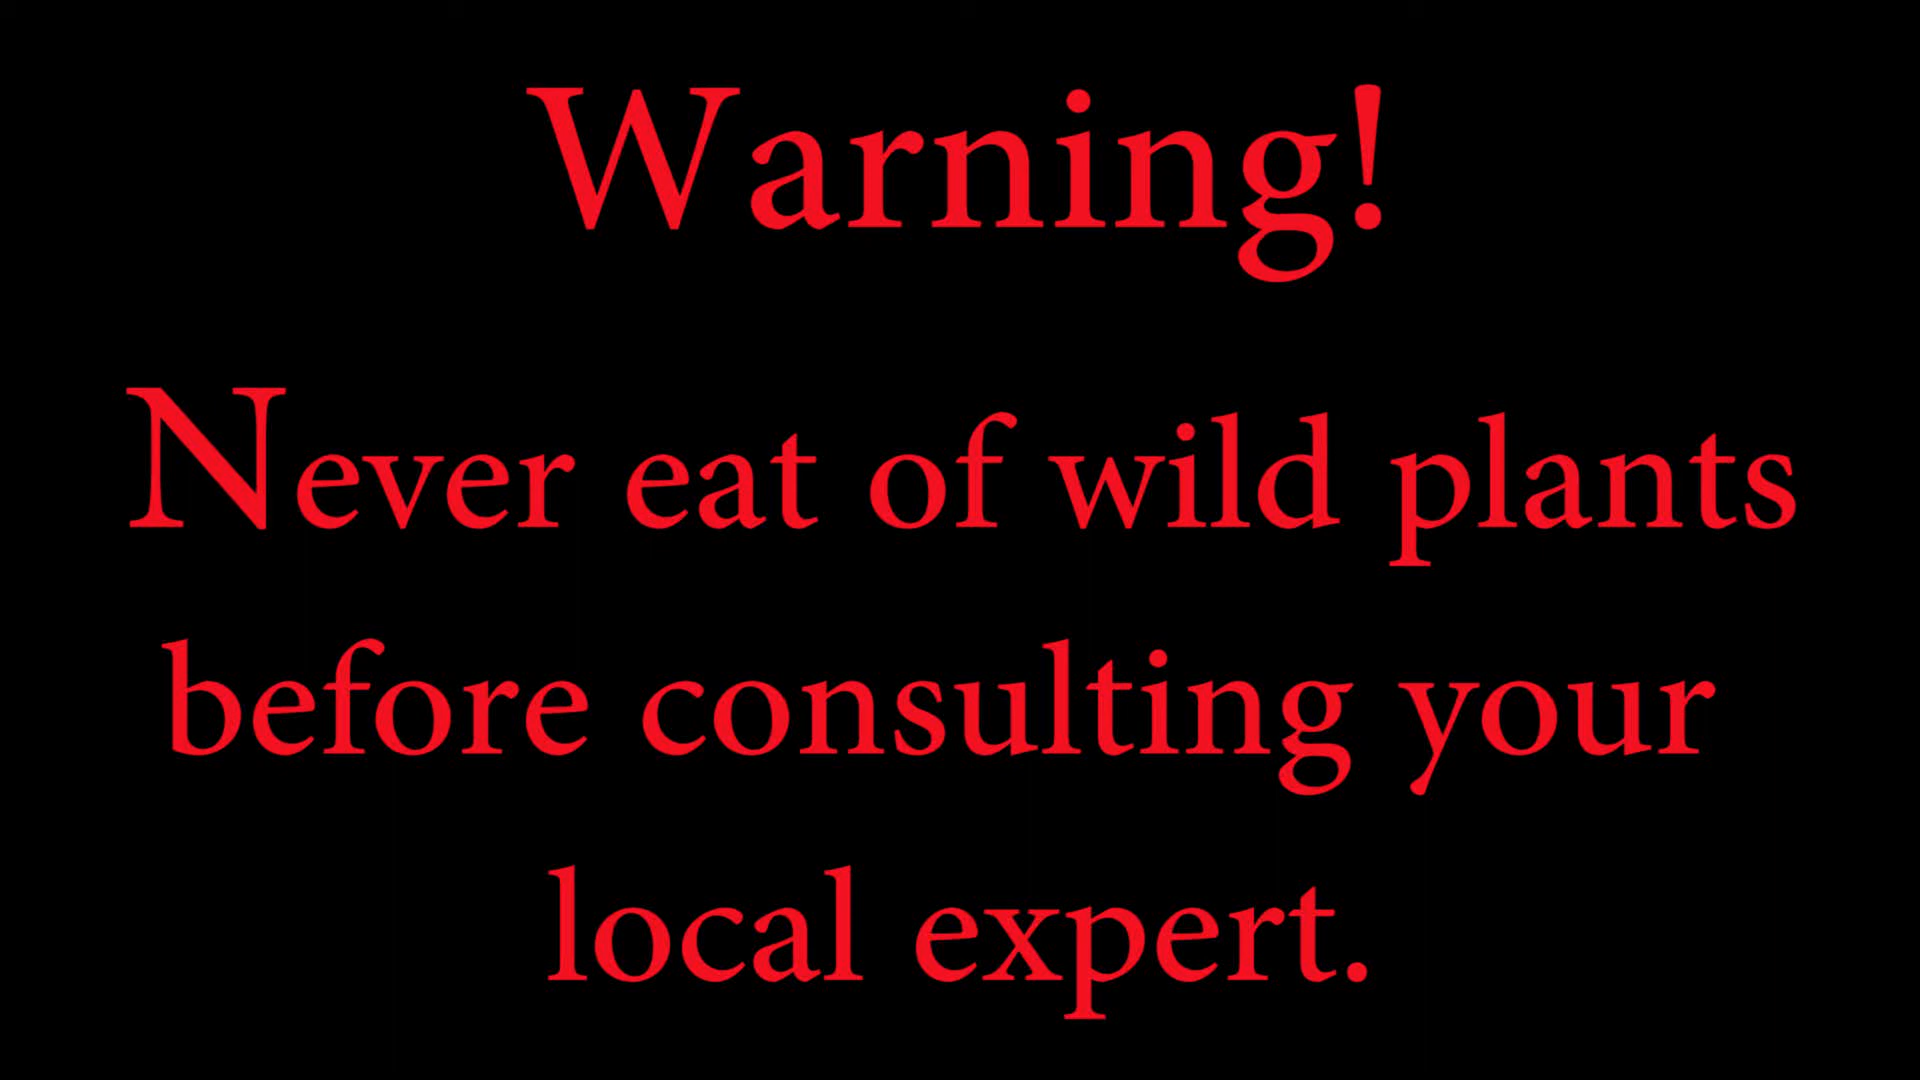 Warning!
Never eat of wild plants
before consulting your
local expert.